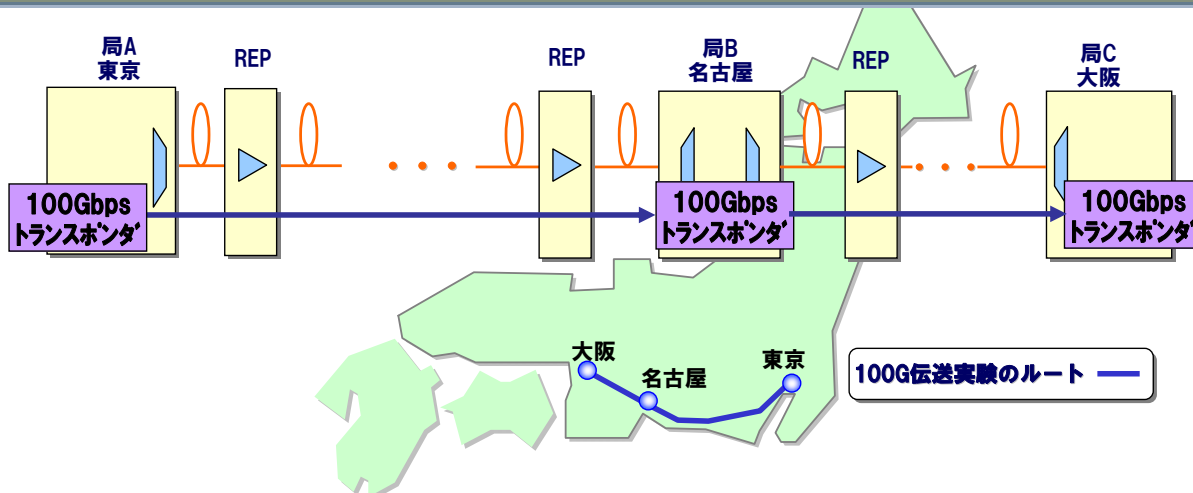 局A
東京
REP
REP
局B
名古屋
REP
局C
大阪
100Gbps
トランスポンダ
100Gbps
トランスポンダ
100Gbps
トランスポンダ
大阪
名古屋
東京
100G伝送実験のルート